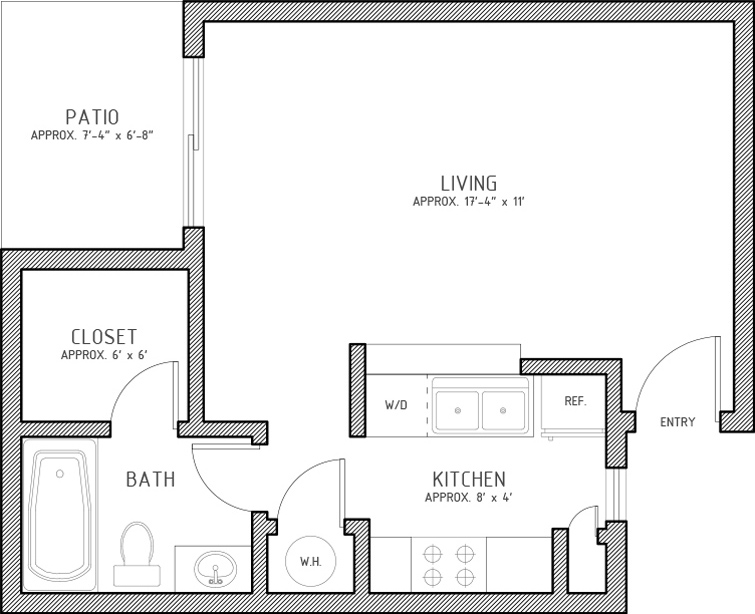 PATIO
APPROX. 7'-4" x 6'-8"
LIVING
APPROX. 17'-4" x 11'
CLOSET
APPROX. 6' x 6'
W/D
REF.
ENTRY
BATH
KITCHEN
APPROX. 8' x 4'
W.H.